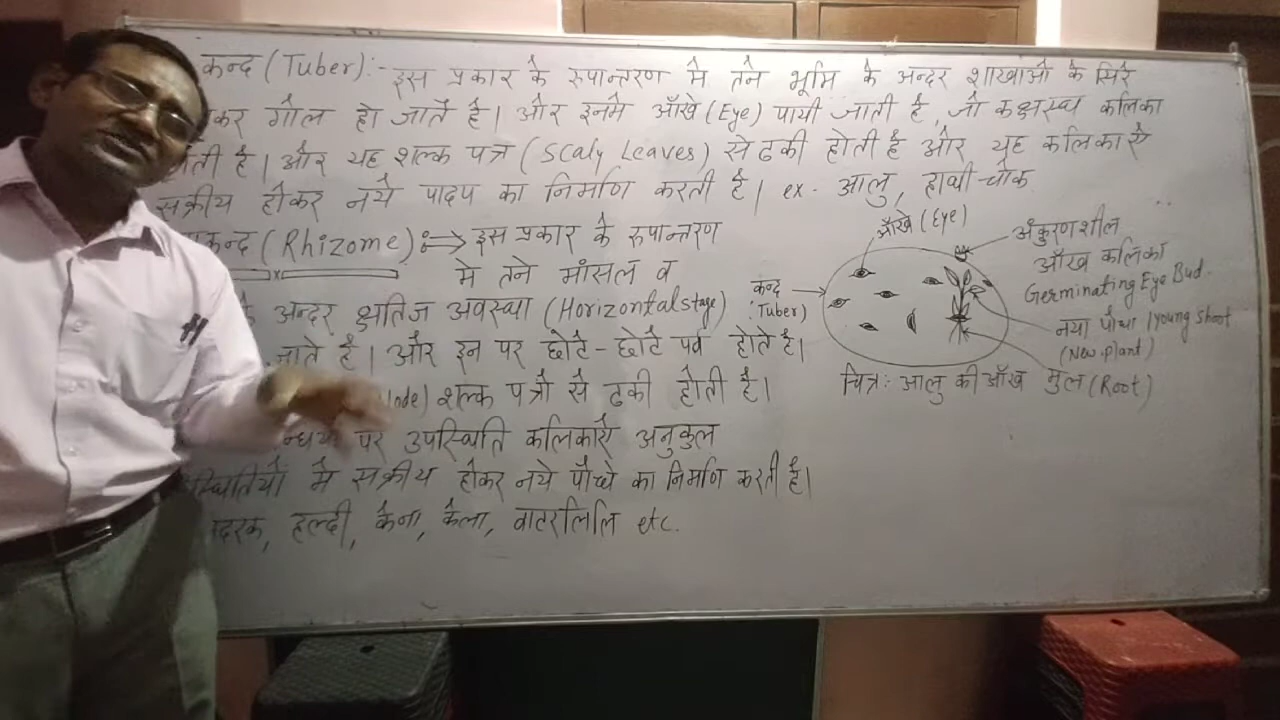 कन्द (Tuber):- इस प्रकार के रुपान्तरण मे तने भूमि के अन्दर शाखाओ के सिरे
कर गोल हो जाते है। और इनमे आँखे (Eye) पायी जाती है, जो कक्षस्थ कलिका
होती है। और यह शल्क पत्र (Scaly Leaves) से ढकी होती है और यह कलिकाएे
सक्रीय होकर नये पादप का निर्माण करती है। ex- आलु, हाथी-चोक
कन्द (Rhizome) :⇒ इस प्रकार के रुपान्तरण
मे तने मांसल व
के अन्दर क्षतिज अवस्था (Horizontal stage)
जाते है। और इन पर छोटे-छोटे पर्व होते है।
Node) शल्क पत्रो से ढकी होती है।
न्धियो पर उपस्थिति कलिकाएे अनुकुल
स्थितियो मे सक्रीय होकर नये पौधे का निर्माण करती है।
दरक, हल्दी, केना, केला, वाटरलिलि etc.
आँखे (Eye)
अंकुरणशील
आँख कलिका
Germinating Eye Bud.
कन्द
(Tuber)
नया पौधा / young shoot
(New plant)
मुल (Root)
चित्र: आलु की आँख